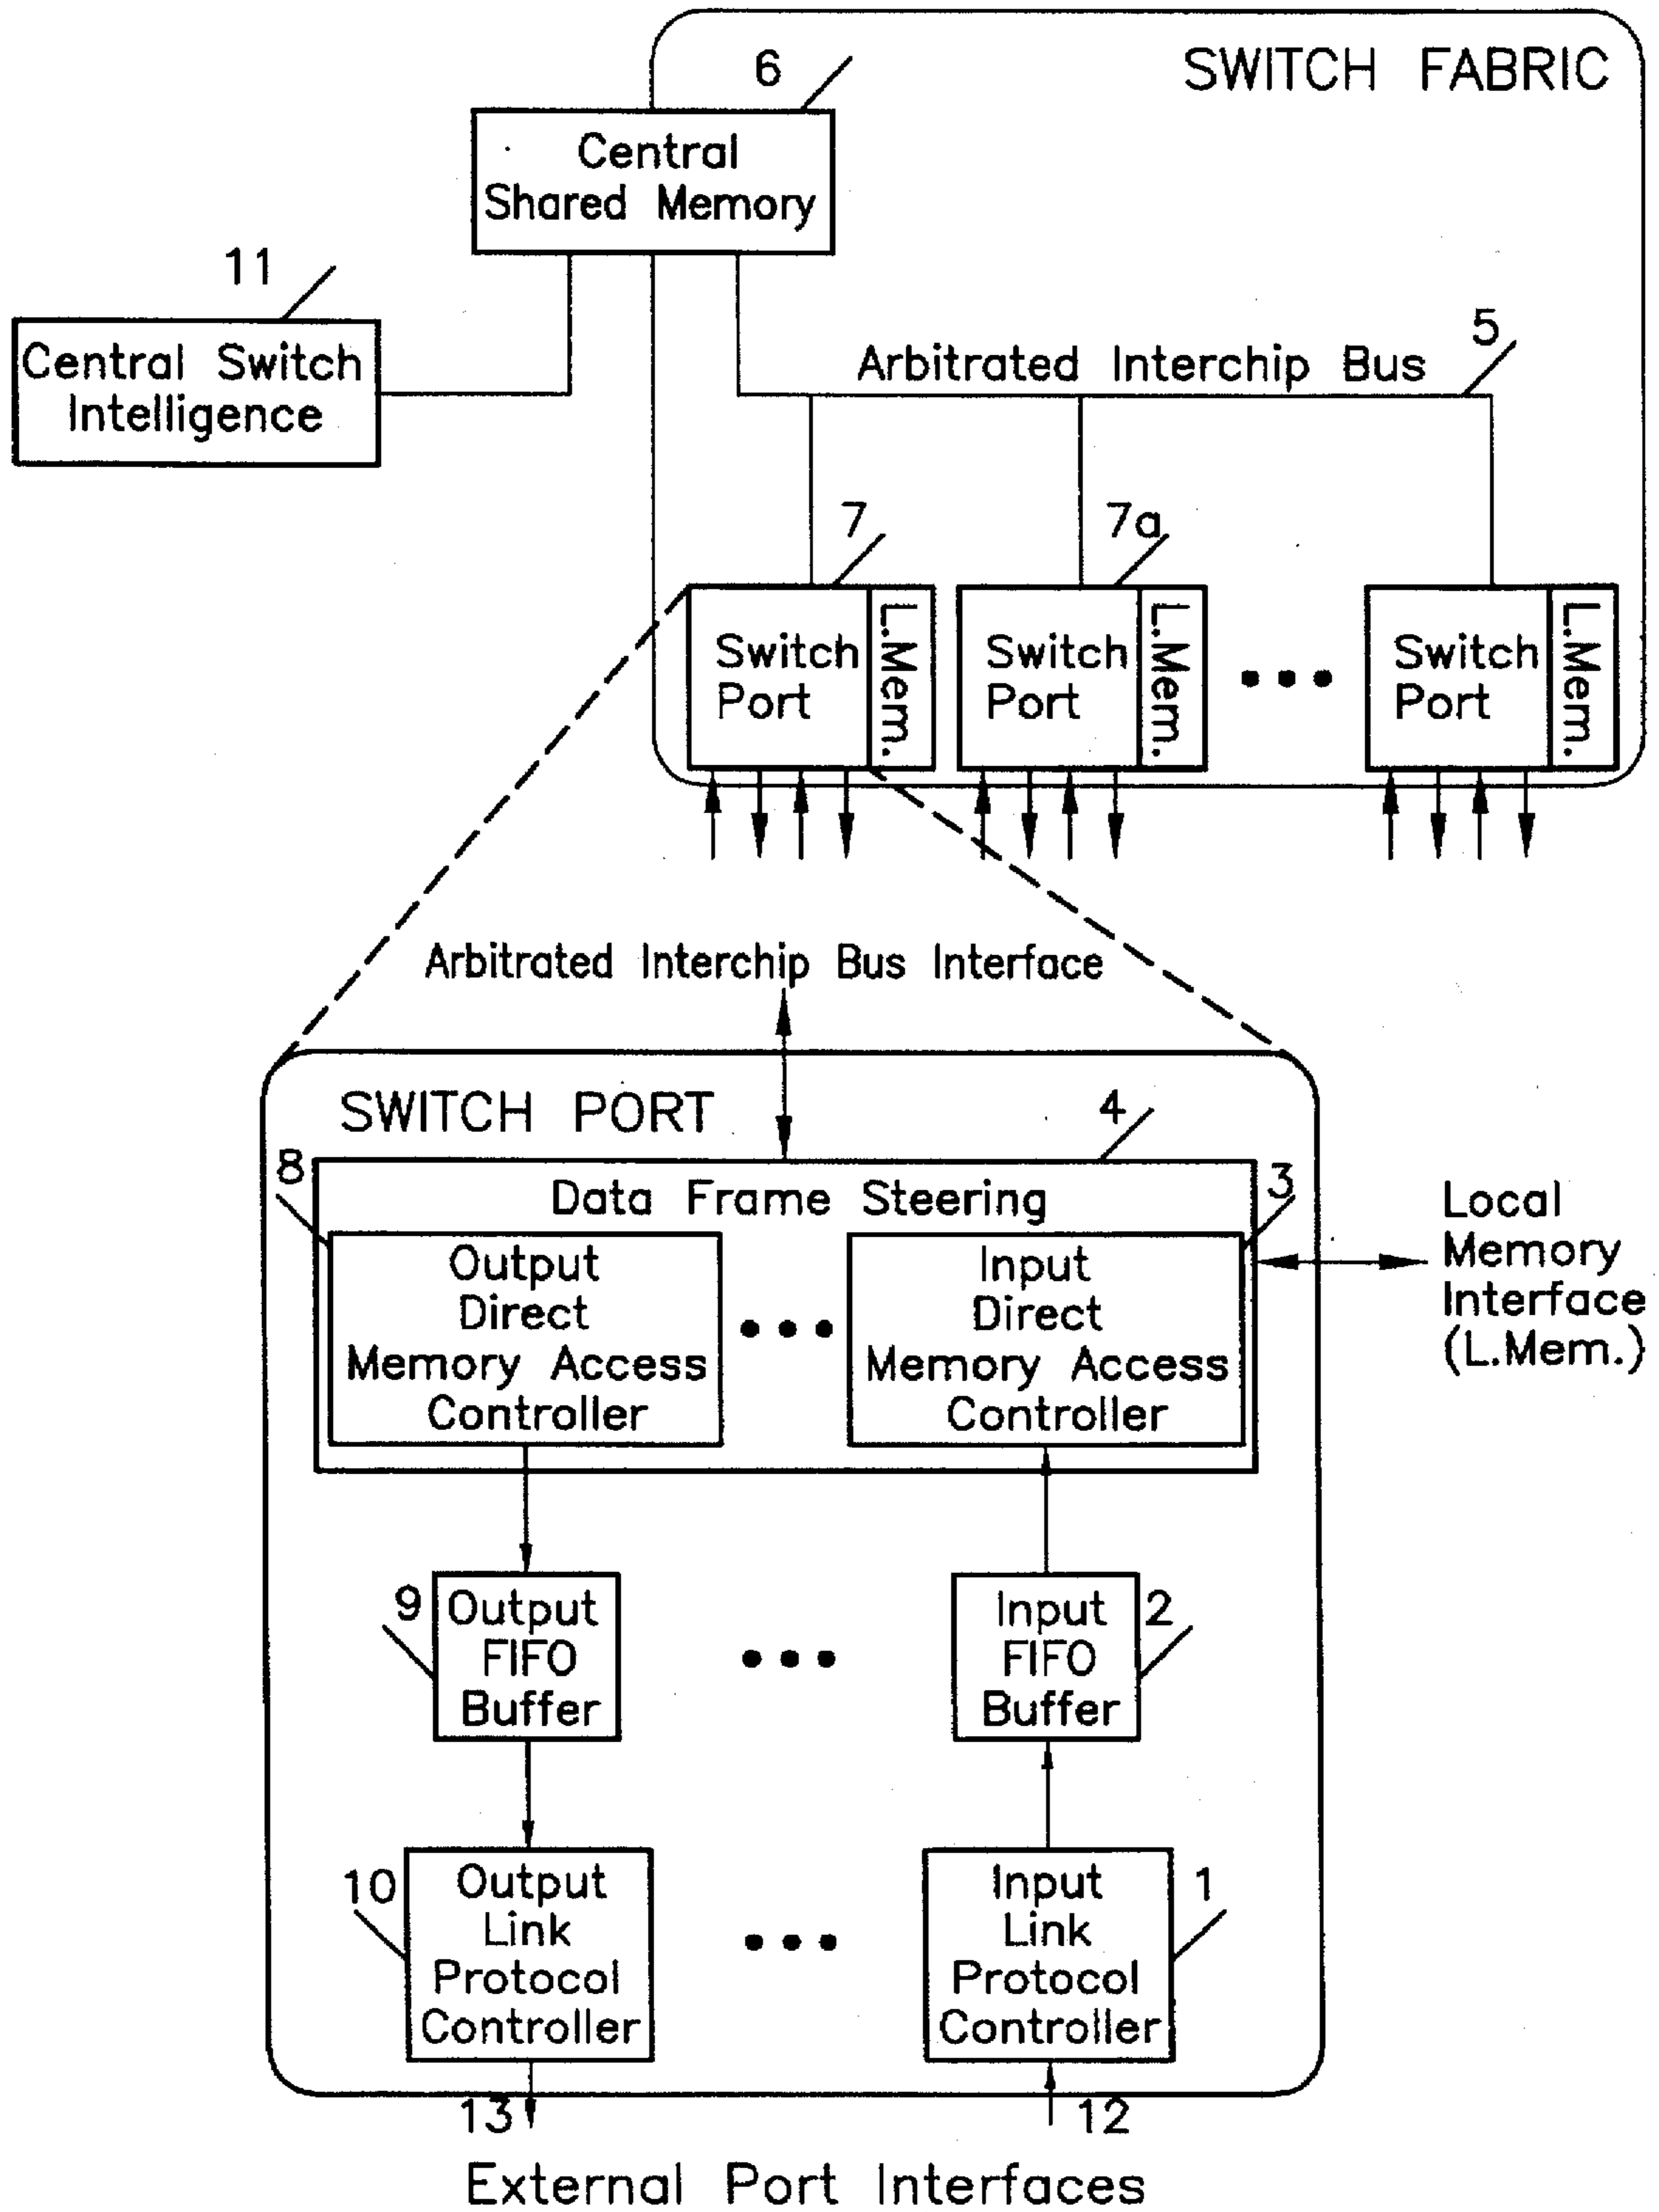 SWITCH FABRIC
6
Central
Shared Memory
11
Central Switch
Intelligence
5
Arbitrated Interchip Bus
7
7a
Switch
Port
L.Mem.
Switch
Port
L.Mem.
Switch
Port
L.Mem.
Arbitrated Interchip Bus Interface
SWITCH PORT
4
8
3
Data Frame Steering
Output
Direct
Memory Access
Controller
Input
Direct
Memory Access
Controller
Local
Memory
Interface
(L.Mem.)
9
Output
FIFO
Buffer
Input
FIFO
Buffer
2
10
Output
Link
Protocol
Controller
Input
Link
Protocol
Controller
1
13
12
External Port Interfaces